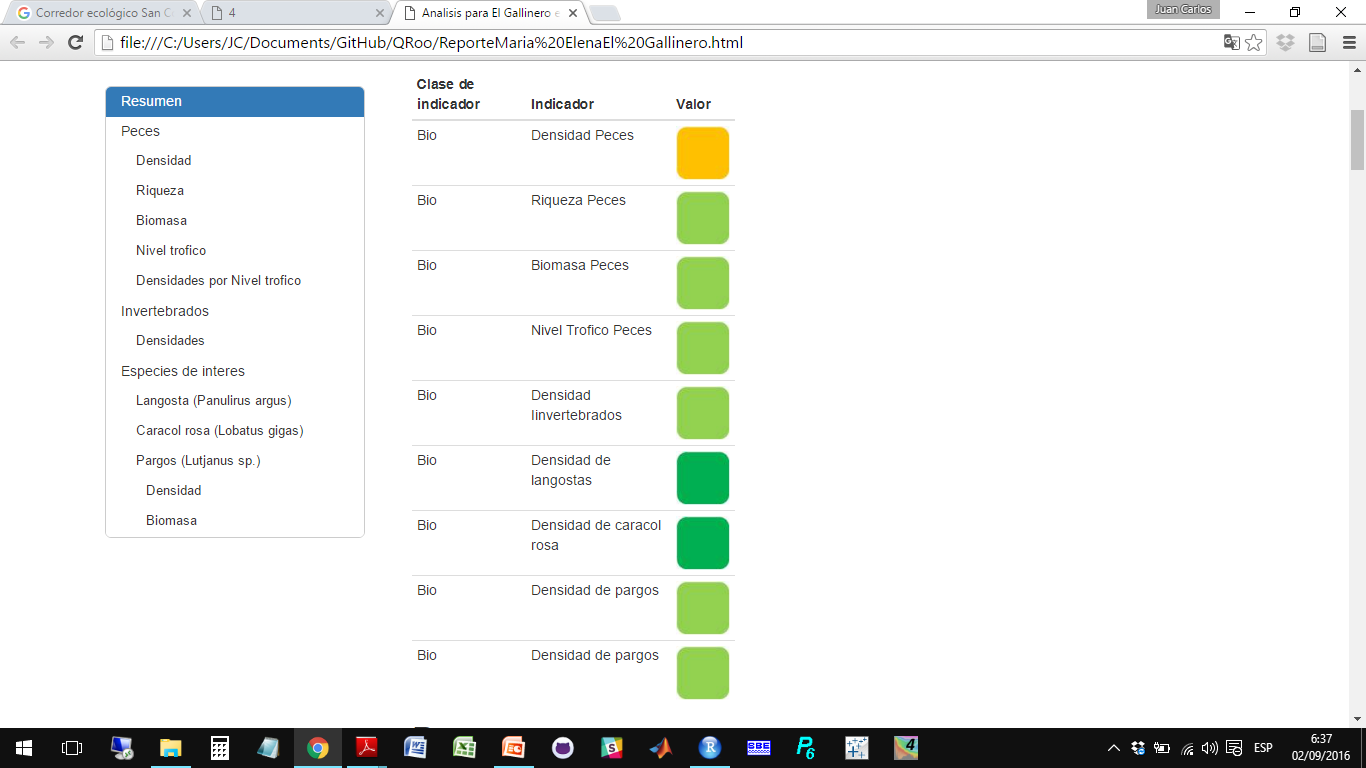 Corredor ecológico San C
4
Analisis para El Gallinero e
Juan Carlos
file:///C:/Users/JC/Documents/GitHub/QRoo/ReporteMaria%20ElenaEl%20Gallinero.html
Resumen
Peces
Densidad
Riqueza
Biomasa
Nivel trofico
Densidades por Nivel trofico
Invertebrados
Densidades
Especies de interes
Langosta (Panulirus argus)
Caracol rosa (Lobatus gigas)
Pargos (Lutjanus sp.)
Densidad
Biomasa
Clase de
indicador Indicador Valor
Bio Densidad Peces
Bio Riqueza Peces
Bio Biomasa Peces
Bio Nivel Trofico Peces
Bio Densidad
Iinvertebrados
Bio Densidad de
langostas
Bio Densidad de caracol
rosa
Bio Densidad de pargos
Bio Densidad de pargos
SBE
P6
4
ESP
6:37
02/09/2016